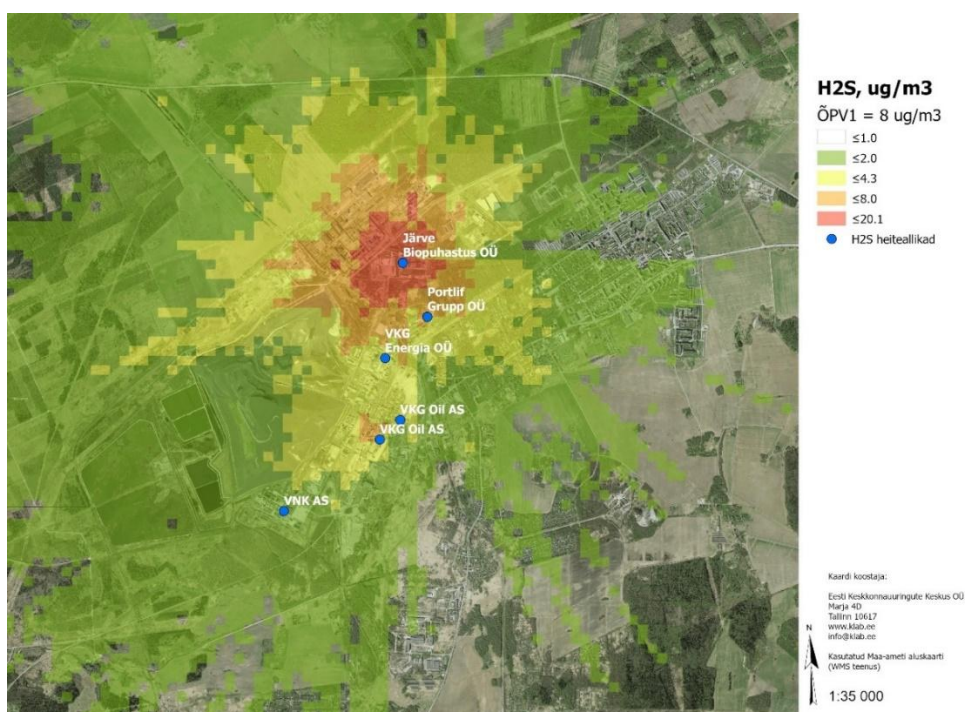 H2S, ug/m3
ÕPV1 = 8 ug/m3
≤1.0
≤2.0
≤4.3
≤8.0
≤20.1
H2S heiteallikad
Järve
Biopuhastus OÜ
Portlif
Grupp OÜ
VKG
Energia OÜ
VKG Oil AS
VKG Oil AS
VNK AS
Kaardi koostaja:
Eesti Keskkonnauuringute Keskus OÜ
Marja 4D
Tallinn 10617
www.klab.ee
info@klab.ee
Kasutatud Maa-ameti aluskaarti
(WMS teenus)
N
1:35 000